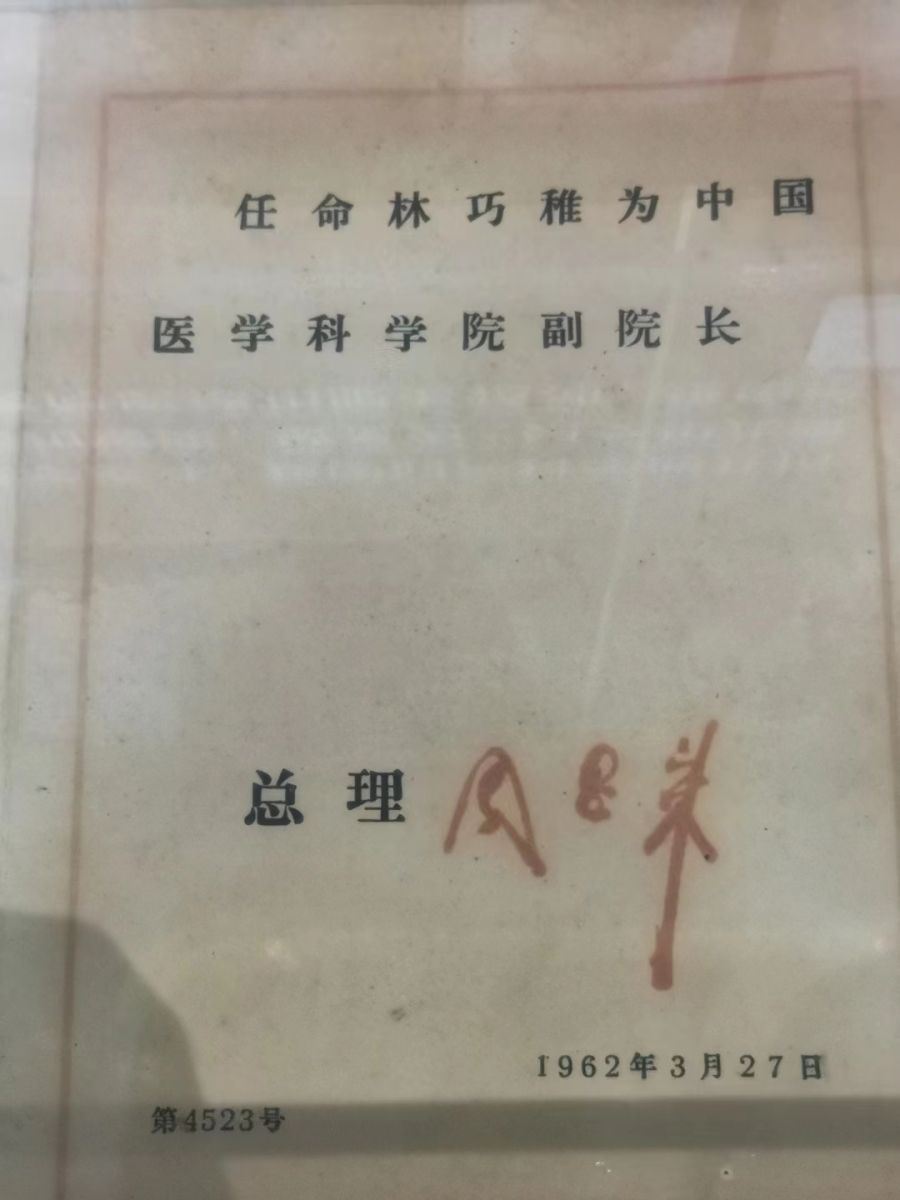 任命林巧稚为中国
医学科学院副院长
总理 周恩来
1962年3月27日
第4523号